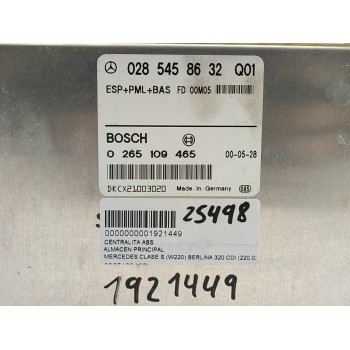 028 545 86 32 Q01
ESP+PML+BAS FD 00M05
BOSCH
0 265 109 465 00-05-28
DKCX21003020 Made in Germany
25498
0000000001921449
CENTRALITA ABS
ALMACEN PRINCIPAL
MERCEDES CLASE S (W220) BERLINA 320 CDI (220.0
1921449